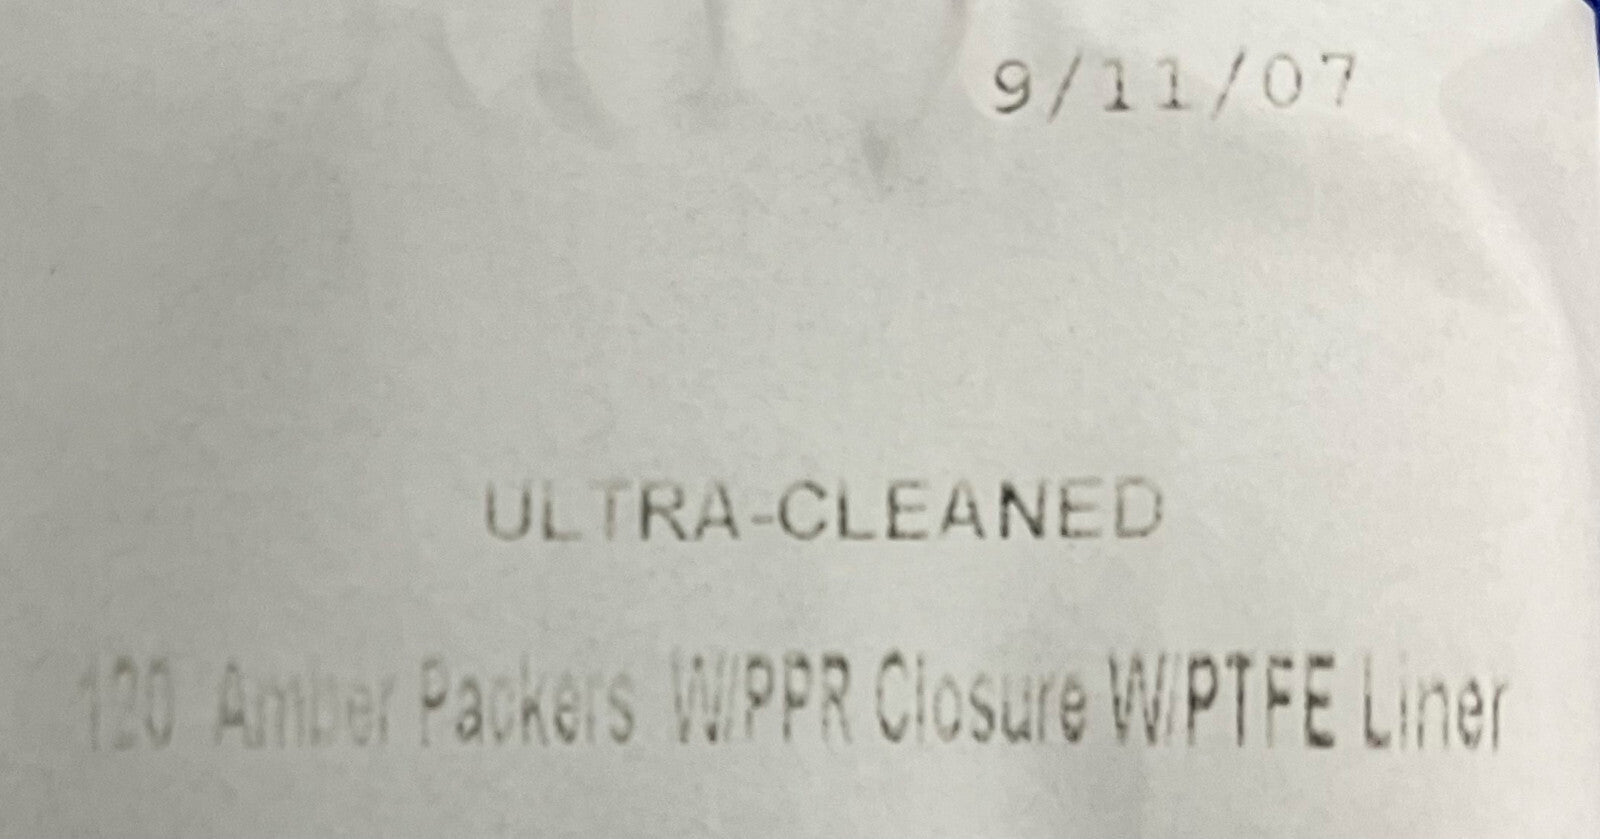 9/11/07
ULTRA-CLEANED
120 Amber Packers W/PPR Closure W/PTFE Liner